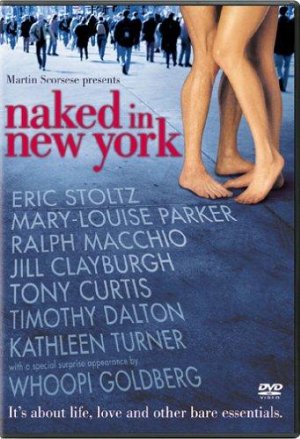 Martin Scorsese presents
naked in
new york
ERIC STOLTZ
MARY-LOUISE PARKER
RALPH MACCHIO
JILL CLAYBURGH
TONY CURTIS
TIMOTHY DALTON
KATHLEEN TURNER
with a special surprise appearance by
WHOOPI GOLDBERG
DVD
VIDEO
It's about life, love and other bare essentials.